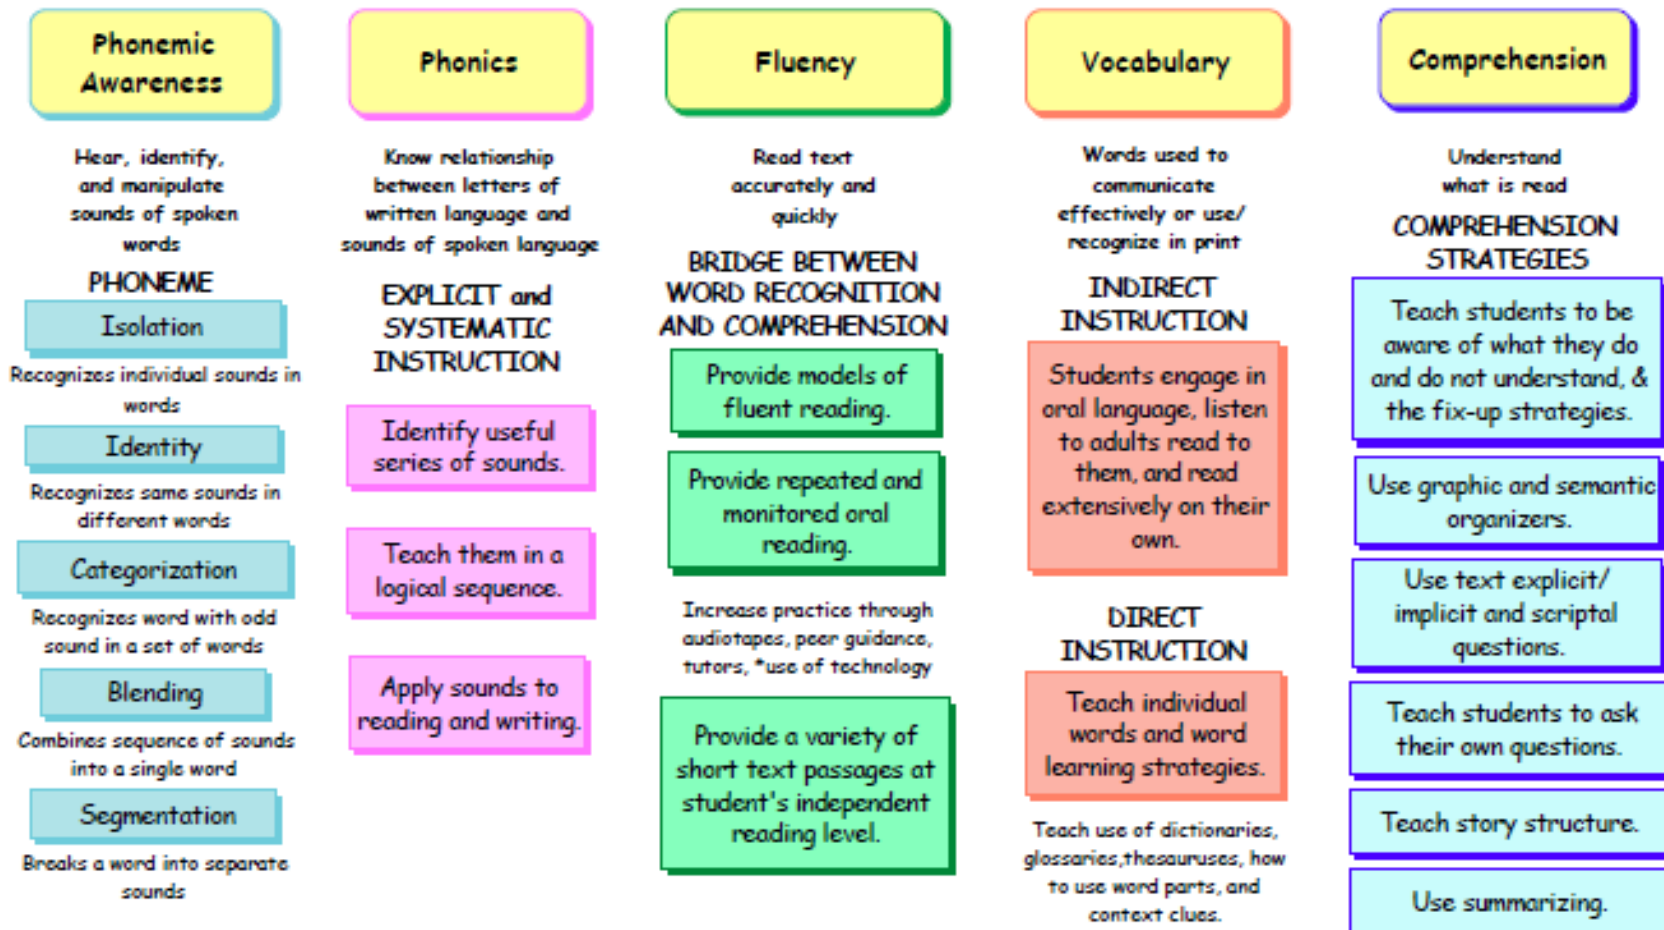 Phonemic
Awareness
Hear, identify,
and manipulate
sounds of spoken
words
PHONEME
Isolation
Recognizes individual sounds in
words
Identity
Recognizes same sounds in
different words
Categorization
Recognizes word with odd
sound in a set of words
Blending
Combines sequence of sounds
into a single word
Segmentation
Breaks a word into separate
sounds
Phonics
Know relationship
between letters of
written language and
sounds of spoken language
EXPLICIT and
SYSTEMATIC
INSTRUCTION
Identify useful
series of sounds.
Teach them in a
logical sequence.
Apply sounds to
reading and writing.
Fluency
Read text
accurately and
quickly
BRIDGE BETWEEN
WORD RECOGNITION
AND COMPREHENSION
Provide models of
fluent reading.
Provide repeated and
monitored oral
reading.
Increase practice through
audiotapes, peer guidance,
tutors, *use of technology
Provide a variety of
short text passages at
student's independent
reading level.
Vocabulary
Words used to
communicate
effectively or use/
recognize in print
INDIRECT
INSTRUCTION
Students engage in
oral language, listen
to adults read to
them, and read
extensively on their
own.
DIRECT
INSTRUCTION
Teach individual
words and word
learning strategies.
Teach use of dictionaries,
glossaries,thesauruses, how
to use word parts, and
context clues.
Comprehension
Understand
what is read
COMPREHENSION
STRATEGIES
Teach students to be
aware of what they do
and do not understand, &
the fix-up strategies.
Use graphic and semantic
organizers.
Use text explicit/
implicit and scriptal
questions.
Teach students to ask
their own questions.
Teach story structure.
Use summarizing.